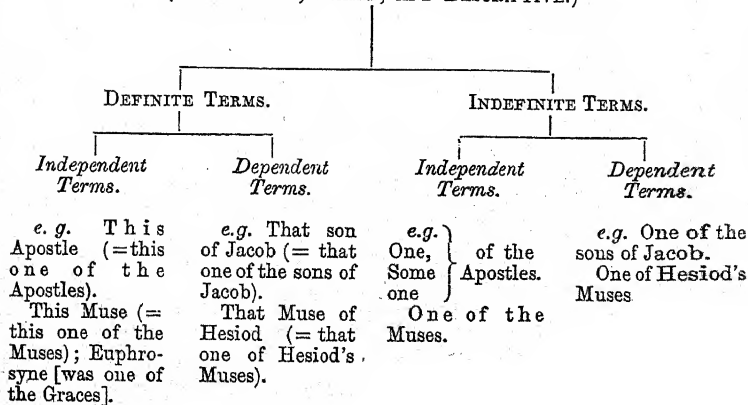 DEFINITE TERMS.
INDEFINITE TERMS.
Independent
Terms.
Dependent
Terms.
Independent
Terms.
Dependent
Terms.
e. g. This
Apostle (=this
one of the
Apostles).
This Muse (=
this one of the
Muses); Euphro-
syne [was one of
the Graces].
e.g. That son
of Jacob (= that
one of the sons of
Jacob).
That Muse of
Hesiod (= that
one of Hesiod's
Muses).
e.g.
One, of the
Some Apostles.
one
One of the
Muses.
e.g. One of the
sons of Jacob.
One of Hesiod's
Muses